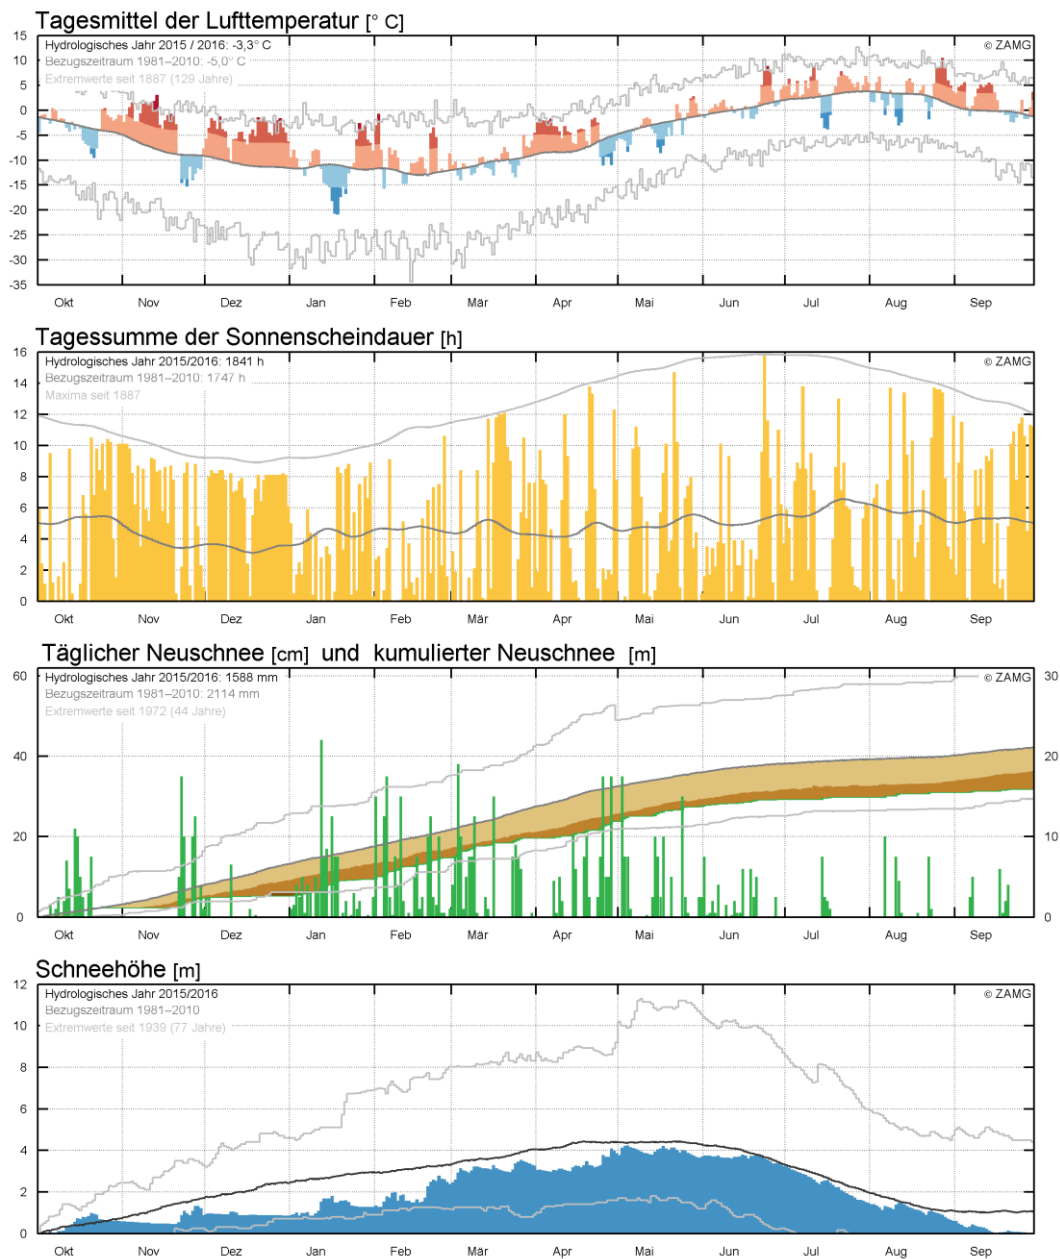 Tagesmittel der Lufttemperatur [° C]
15
Hydrologisches Jahr 2015 / 2016: -3,3° C
© ZAMG
10
Bezugszeitraum 1981–2010: -5,0° C
Extremwerte seit 1887 (129 Jahre)
5
0
-5
-10
-15
-20
-25
-30
-35
Okt Nov Dez Jan Feb Mär Apr Mai Jun Jul Aug Sep
Tagessumme der Sonnenscheindauer [h]
16
Hydrologisches Jahr 2015/2016: 1841 h
© ZAMG
Bezugszeitraum 1981–2010: 1747 h
14
Maxima seit 1887
12
10
8
6
4
2
0
Okt Nov Dez Jan Feb Mär Apr Mai Jun Jul Aug Sep
Täglicher Neuschnee [cm] und kumulierter Neuschnee [m]
60 30
Hydrologisches Jahr 2015/2016: 1588 mm
© ZAMG
Bezugszeitraum 1981–2010: 2114 mm
Extremwerte seit 1972 (44 Jahre)
40 20
20 10
0 0
Okt Nov Dez Jan Feb Mär Apr Mai Jun Jul Aug Sep
Schneehöhe [m]
12
Hydrologisches Jahr 2015/2016
© ZAMG
Bezugszeitraum 1981–2010
10
Extremwerte seit 1939 (77 Jahre)
8
6
4
2
0
Okt Nov Dez Jan Feb Mär Apr Mai Jun Jul Aug Sep